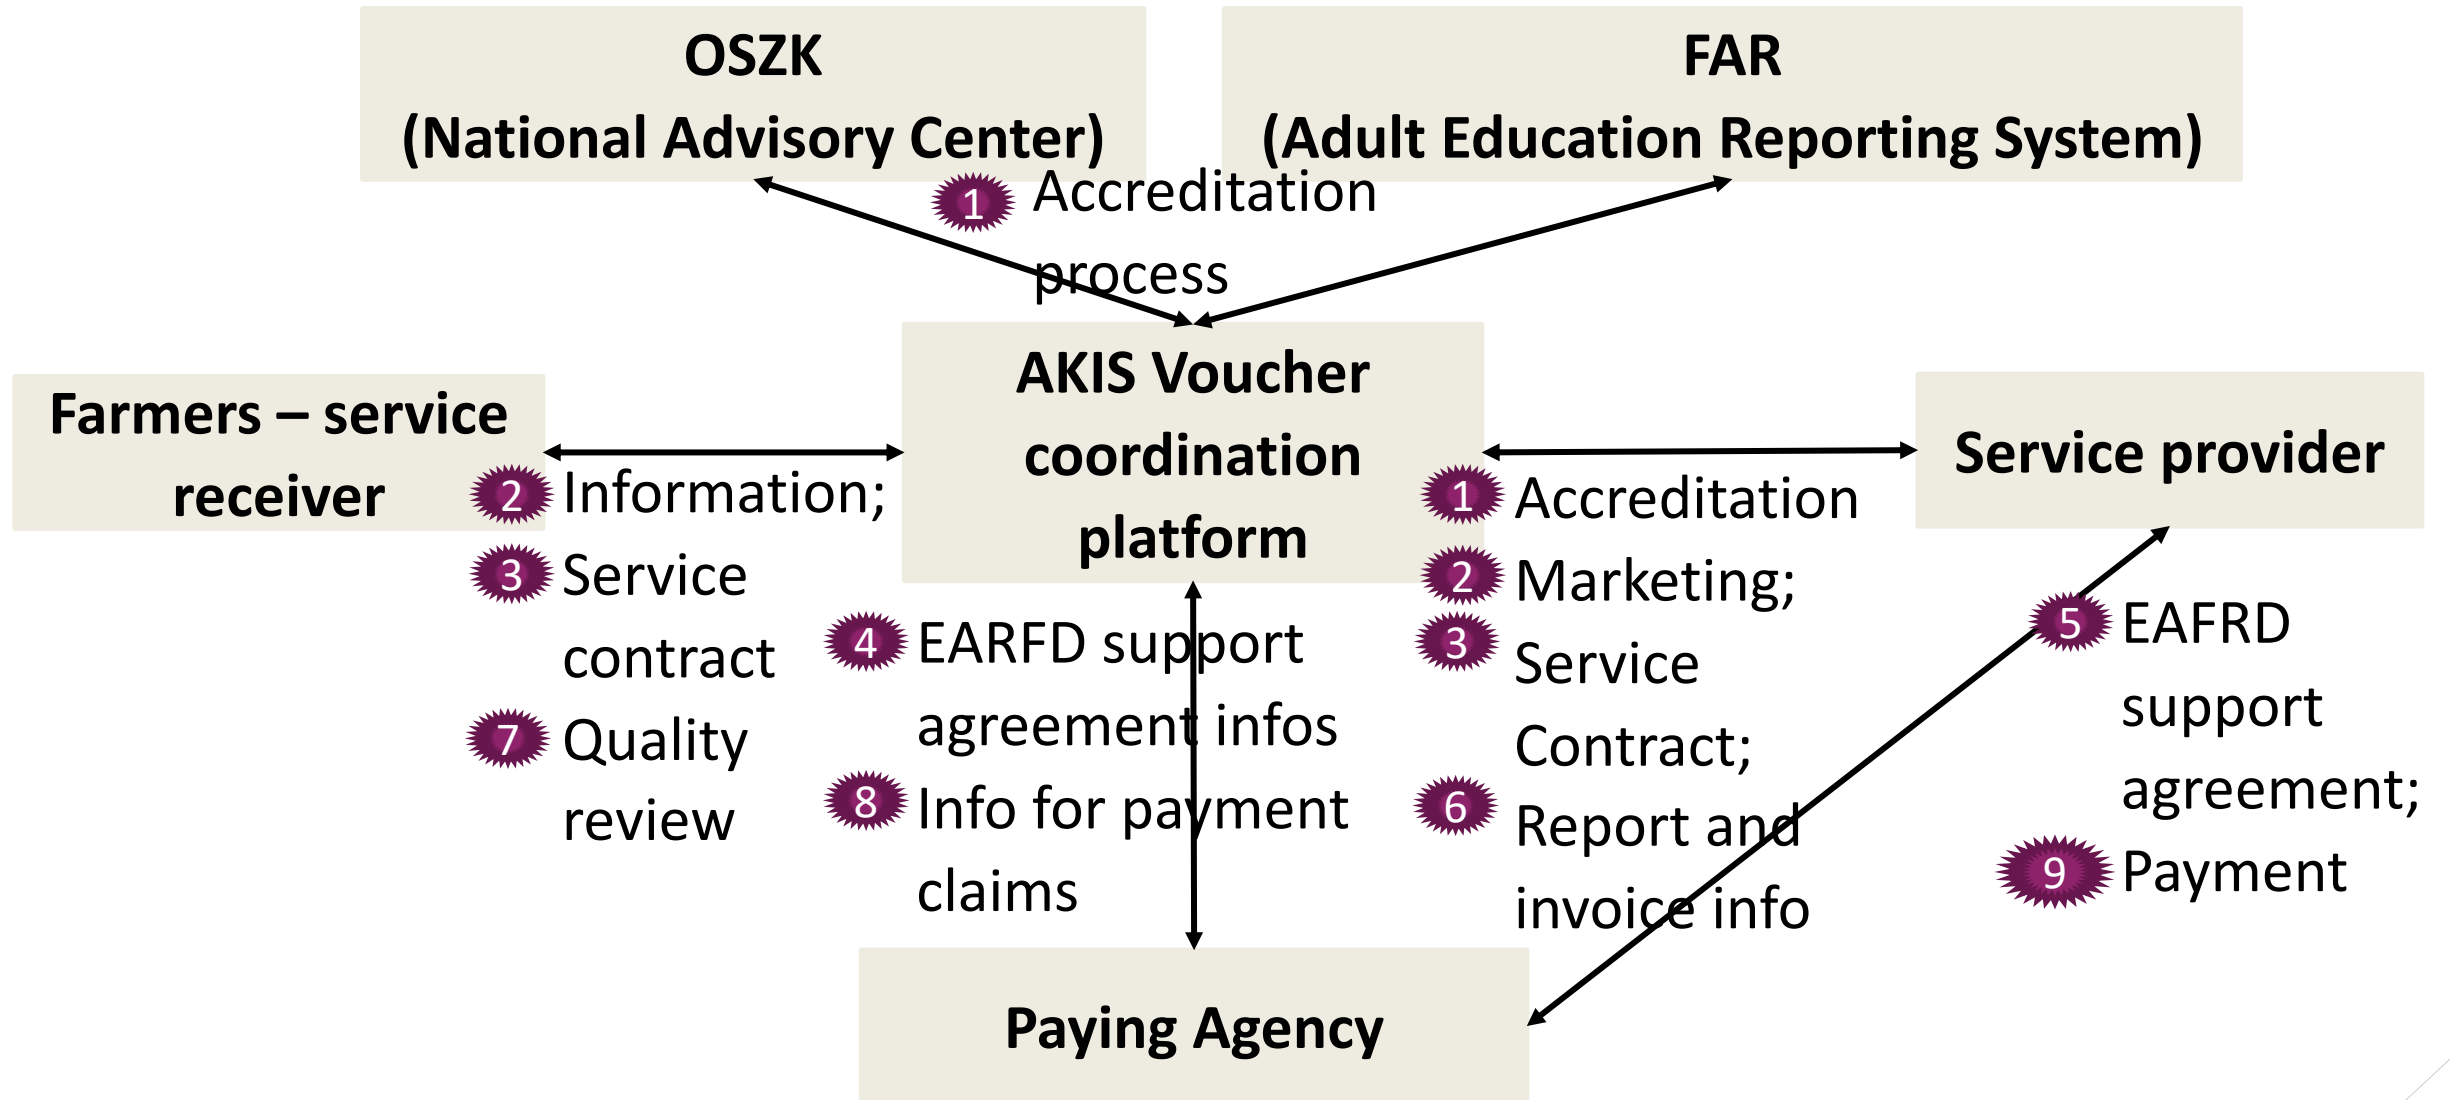 OSZK
(National Advisory Center)
FAR
(Adult Education Reporting System)
1 Accreditation
process
Farmers – service
receiver
AKIS Voucher
coordination
platform
Service provider
2 Information;
3 Service
contract
7 Quality
review
4 EARFD support
agreement infos
8 Info for payment
claims
1 Accreditation
2 Marketing;
3 Service
Contract;
6 Report and
invoice info
5 EAFRD
support
agreement;
9 Payment
Paying Agency